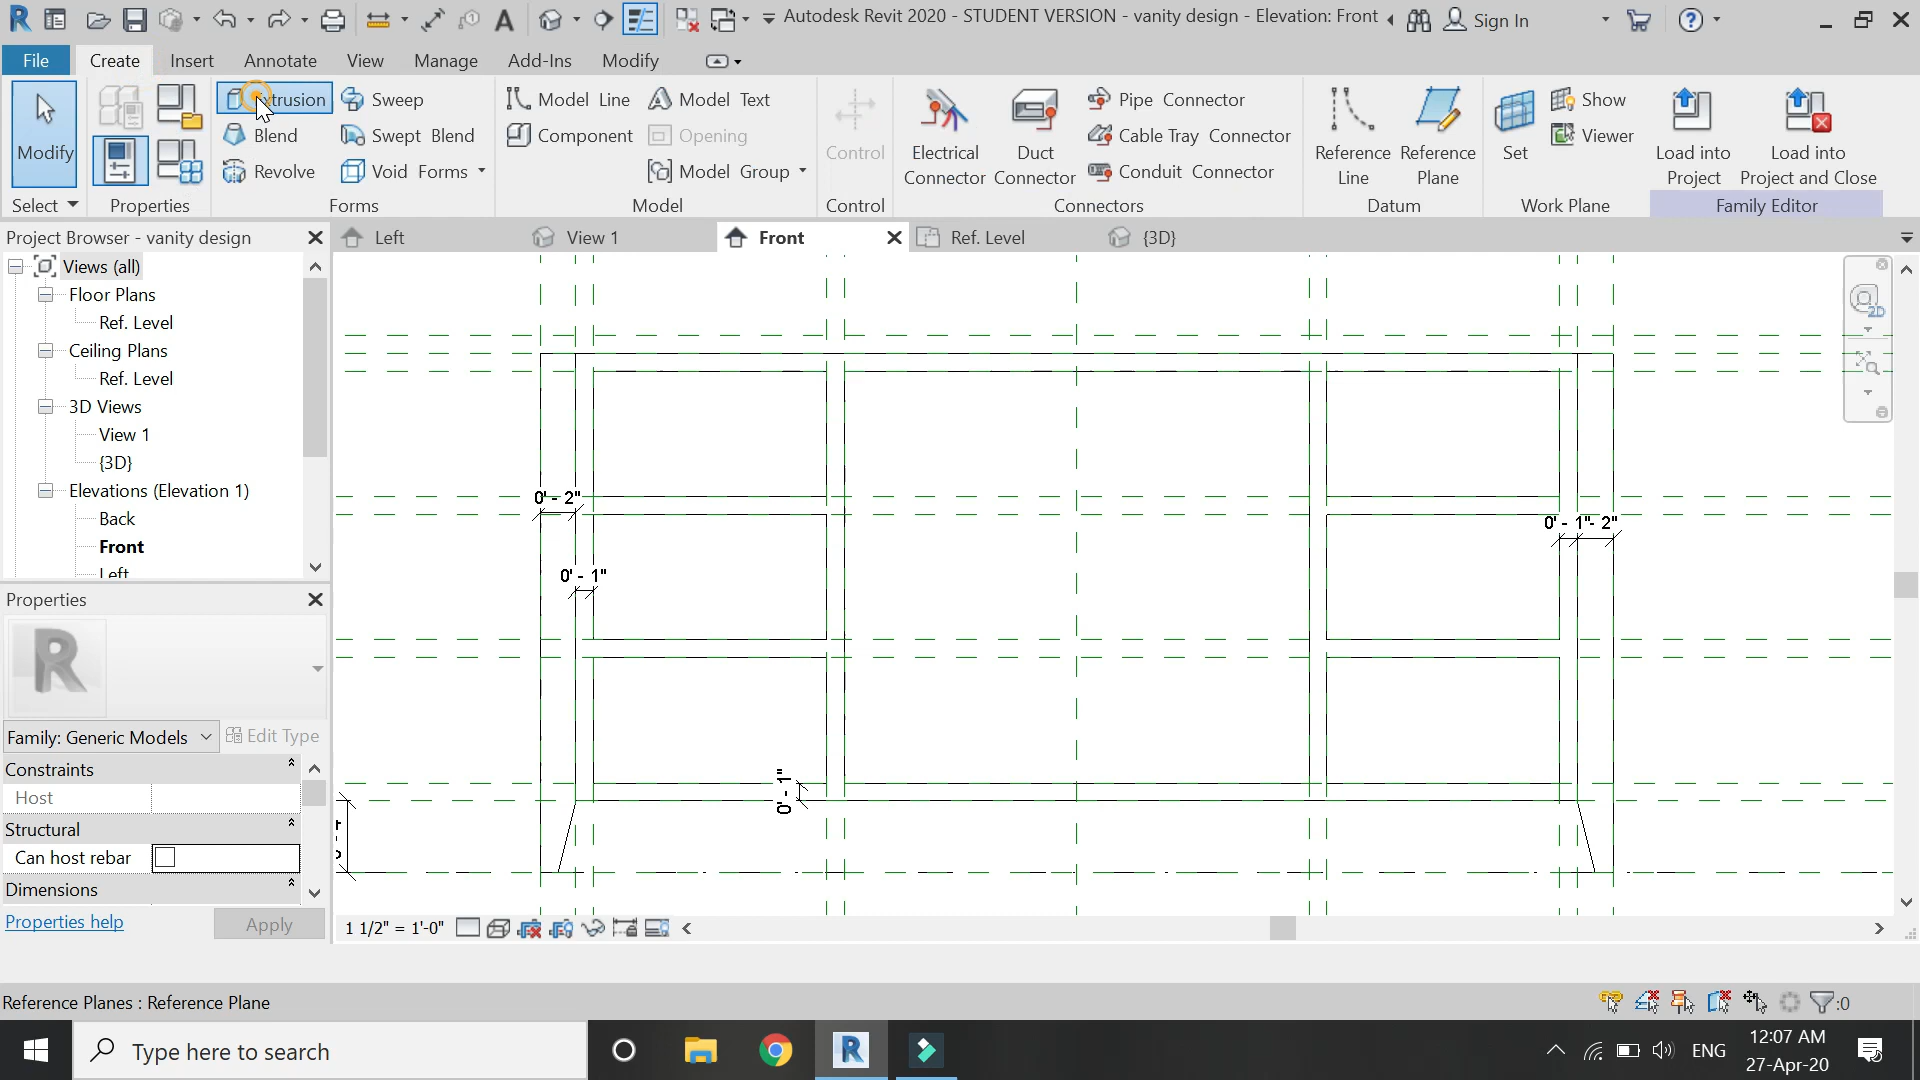 Autodesk Revit 2020 - STUDENT VERSION - vanity design - Elevation: Front
Sign In
File
Create
Insert
Annotate
View
Manage
Add-Ins
Modify
Modify
Extrusion
Blend
Revolve
Sweep
Swept Blend
Void Forms
Model Line
Component
Model Text
Opening
Model Group
Control
Electrical Connector
Duct Connector
Pipe Connector
Cable Tray Connector
Conduit Connector
Reference Line
Reference Plane
Set
Show
Viewer
Load into Project
Load into Project and Close
Select
Properties
Forms
Model
Control
Connectors
Datum
Work Plane
Family Editor
Project Browser - vanity design
Left
View 1
Front
Ref. Level
{3D}
Views (all)
Floor Plans
Ref. Level
Ceiling Plans
Ref. Level
3D Views
View 1
{3D}
Elevations (Elevation 1)
Back
Front
Left
2D
0' - 2"
0' - 1"
0' - 1"- 2"
0' - 1"
Properties
R
Family: Generic Models
Edit Type
Constraints
Host
Structural
Can host rebar
Dimensions
Properties help
Apply
1 1/2" = 1'-0"
Reference Planes : Reference Plane
:0
Type here to search
ENG
12:07 AM
27-Apr-20